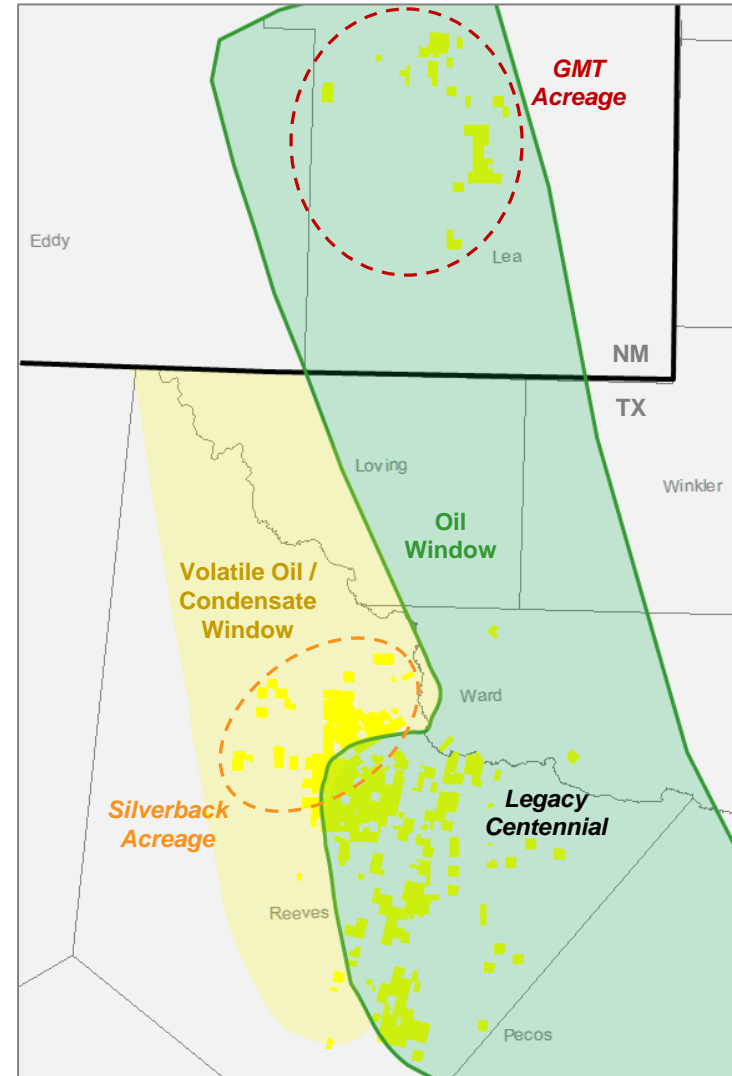 GMT
Acreage
Eddy
Lea
NM
TX
Loving
Winkler
Oil
Window
Volatile Oil /
Condensate
Window
Ward
Silverback
Acreage
Legacy
Centennial
Reeves
Pecos